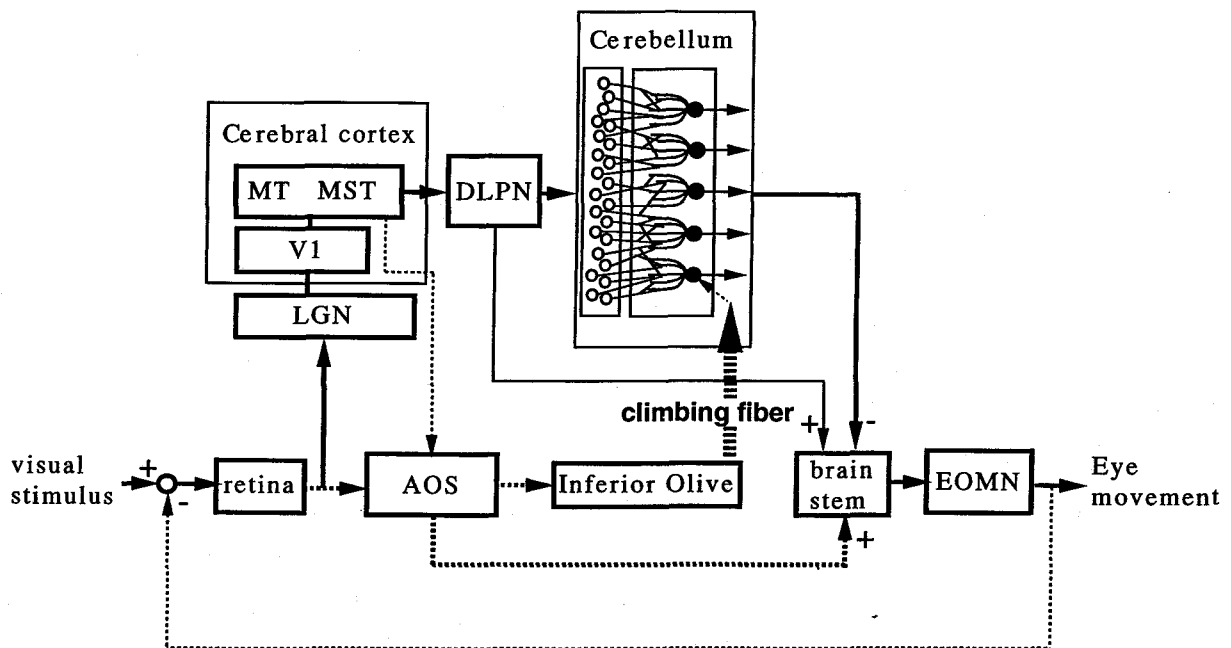 Cerebellum
Cerebral cortex
MT MST
DLPN
V1
LGN
climbing fiber
+
-
visual
stimulus
+
-
retina
AOS
Inferior Olive
brain
stem
+
EOMN
Eye
movement